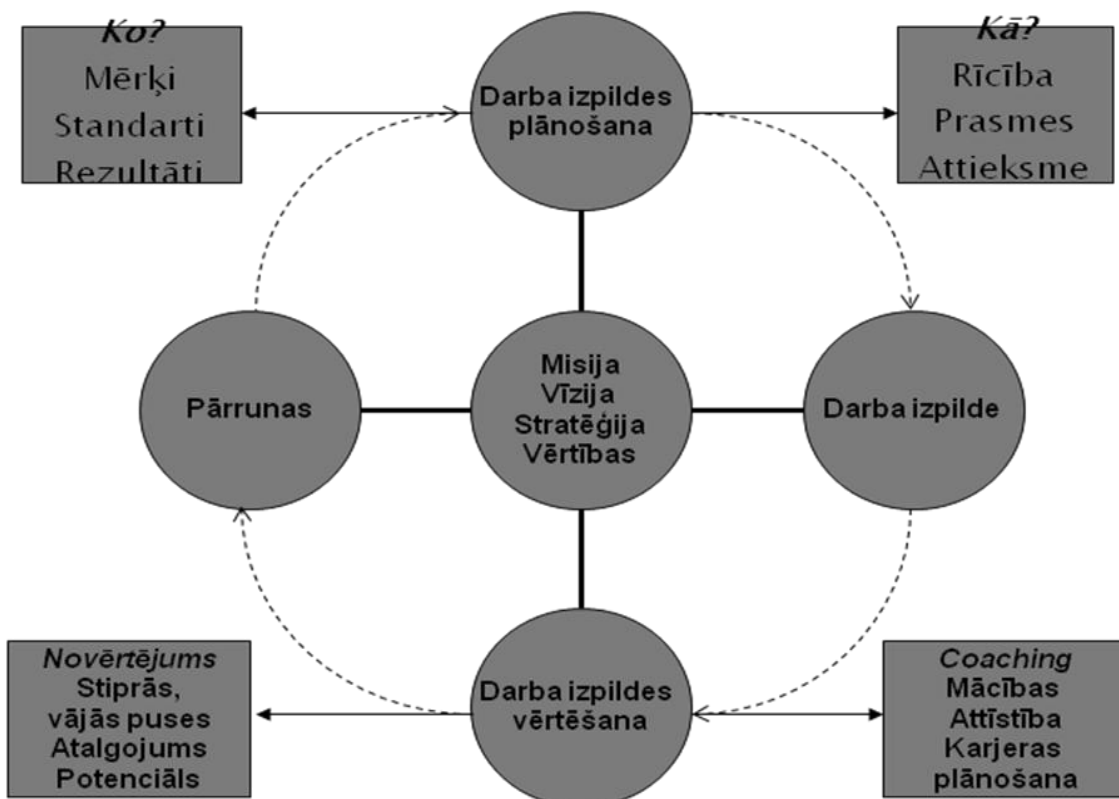 Ko?
Mērķi
Standarti
Rezultāti
Darba izpildes
plānošana
Kā?
Rīcība
Prasmes
Attieksme
Pārrunas
Misija
Vīzija
Stratēģija
Vērtības
Darba izpilde
Novērtējums
Stiprās,
vājās puses
Atalgojums
Potenciāls
Darba izpildes
vērtēšana
Coaching
Mācības
Attīstība
Karjeras
plānošana